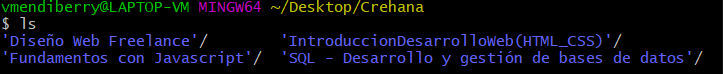 vmendiberry@LAPTOP-VM MINGW64 ~/Desktop/Crehana
$ ls
'Diseño Web Freelance'/ 'IntroduccionDesarrolloWeb(HTML_CSS)'/
'Fundamentos con Javascript'/ 'SQL - Desarrollo y gestión de bases de datos'/